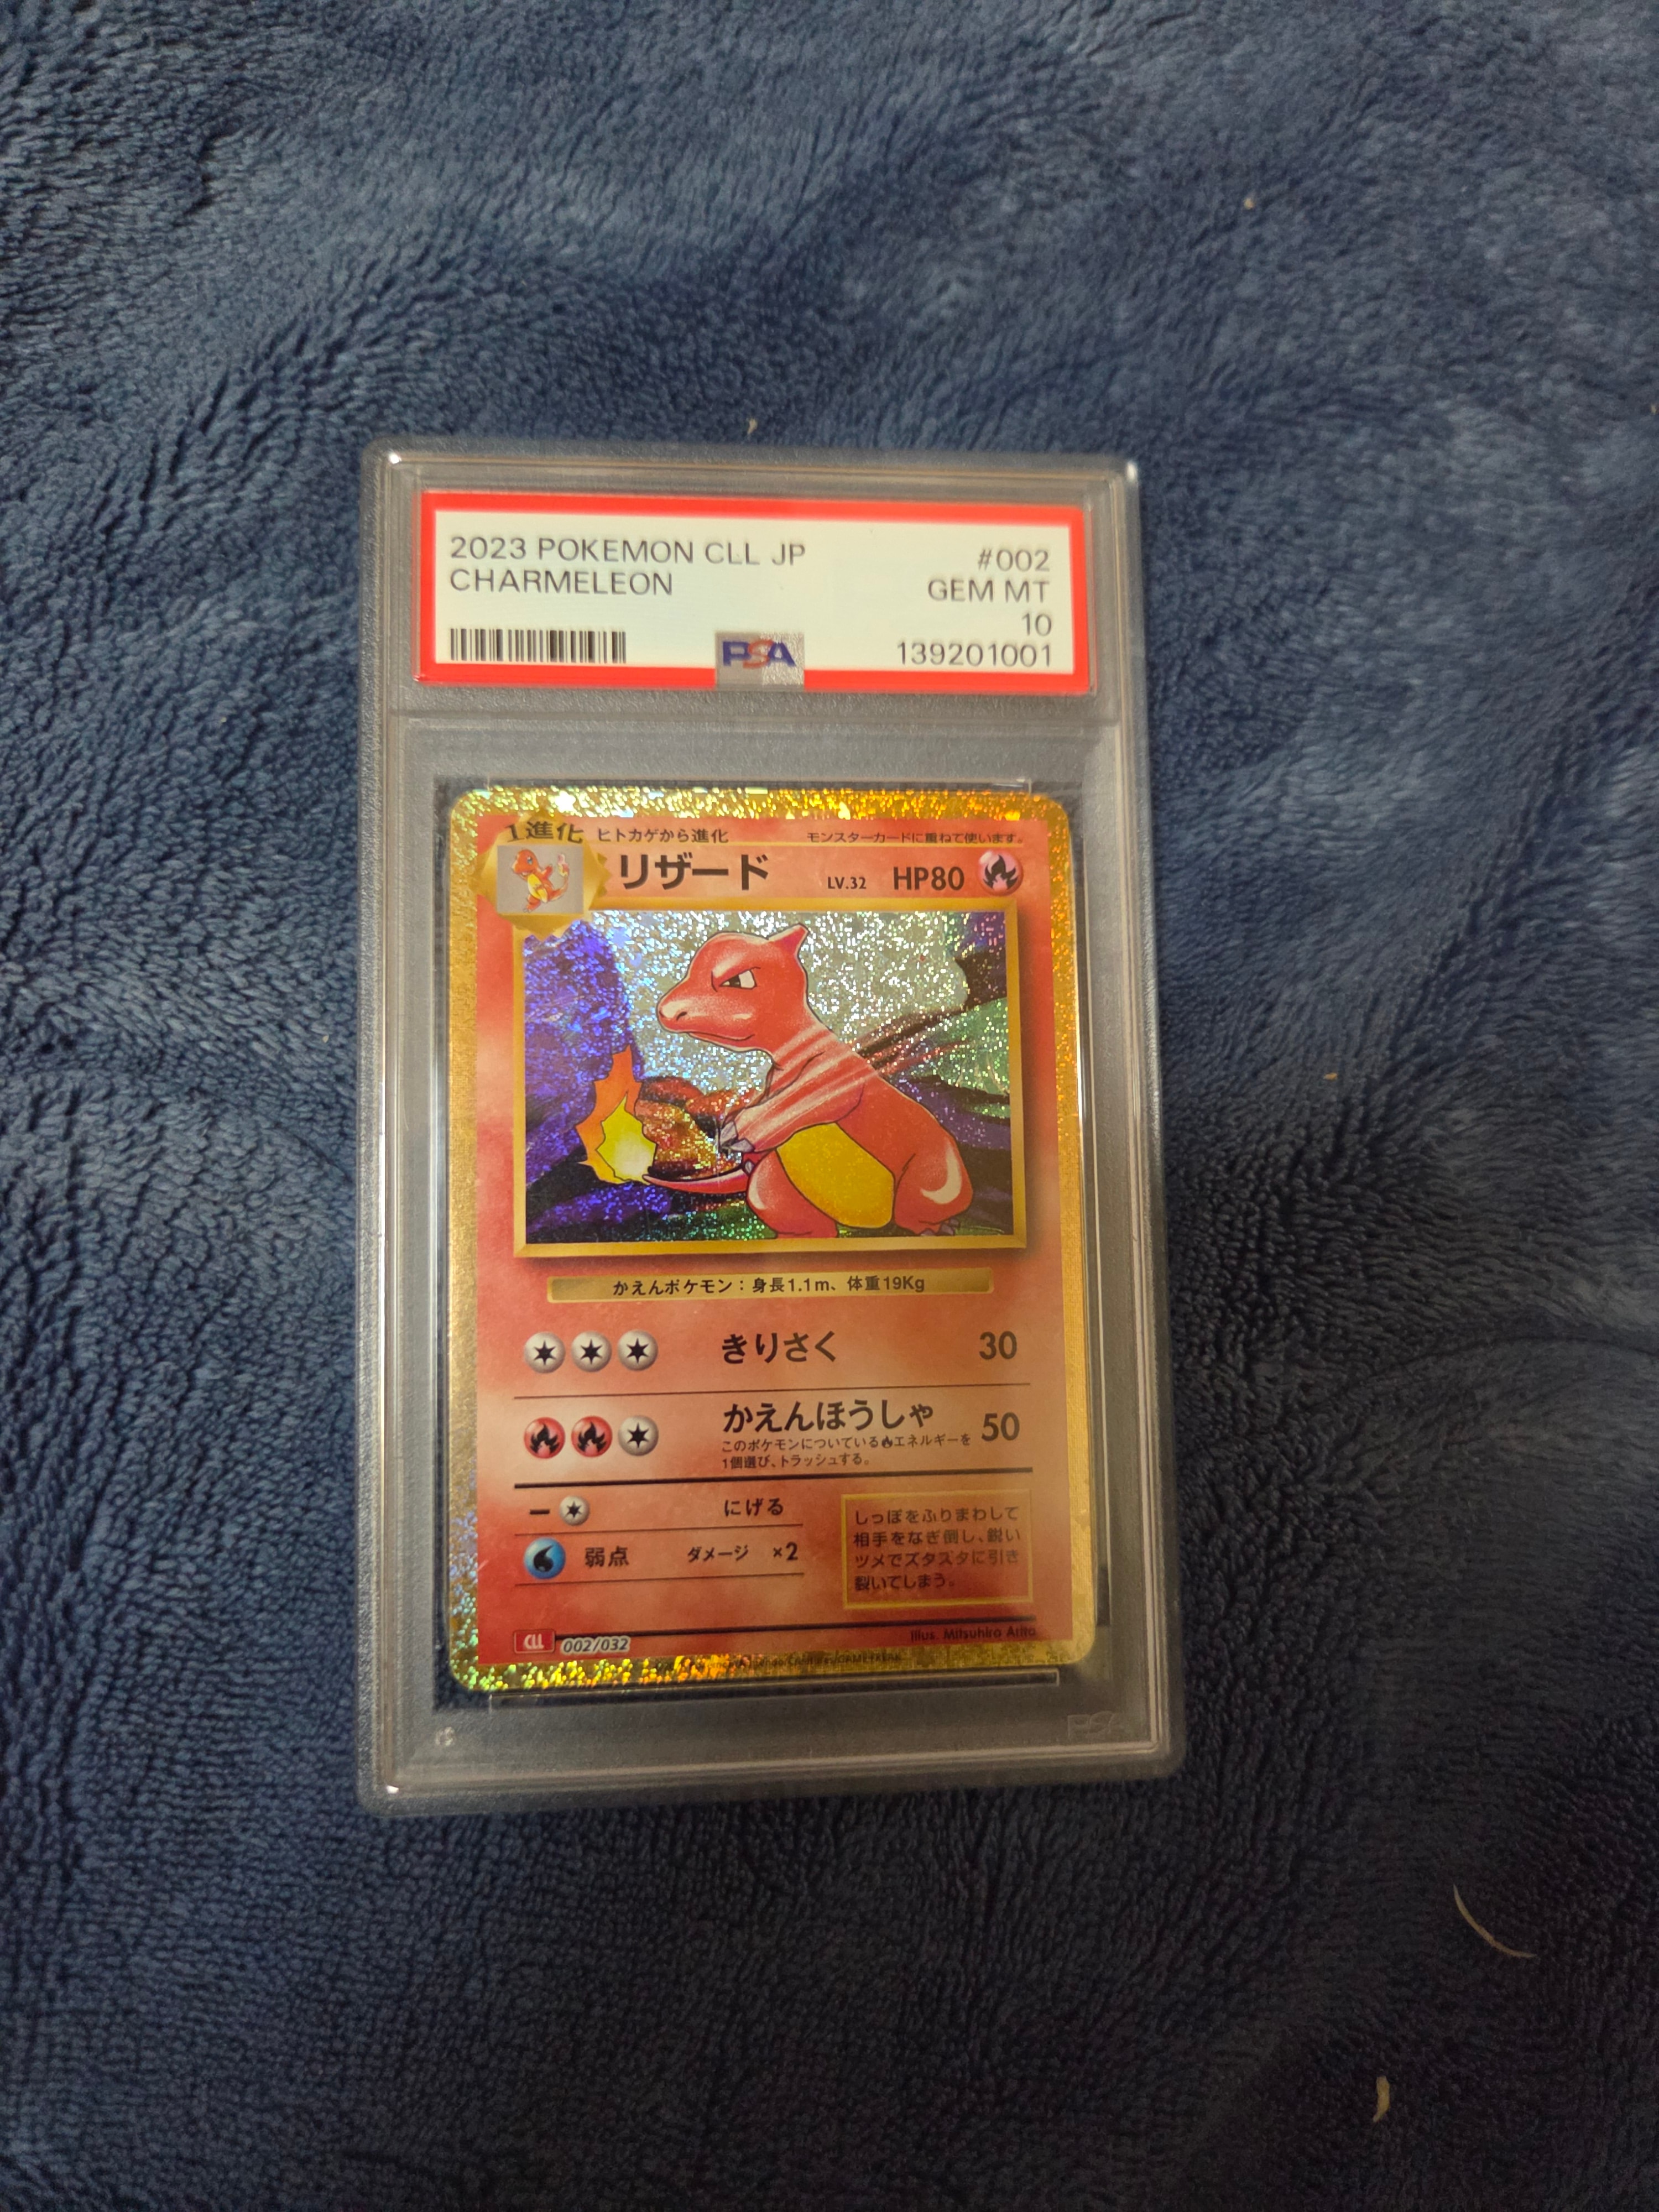 2023 POKEMON CLL JP #002
CHARMELEON GEM MT
10
PSA 139201001
1進化 ヒトカゲから進化 モンスターカードに重ねて使います。
リザード LV.32 HP80
かえんポケモン：身長1.1m、体重19Kg
きりさく 30
かえんほうしゃ 50
このポケモンについている エネルギーを
1個選び、トラッシュする。
にげる
弱点 ダメージ ×2
しっぽをふりまわして
相手をなぎ倒し、鋭い
ツメでズタズタに引き
裂いてしまう。
CLL 002/032 Illus. Mitsuhiro Arita
PSA